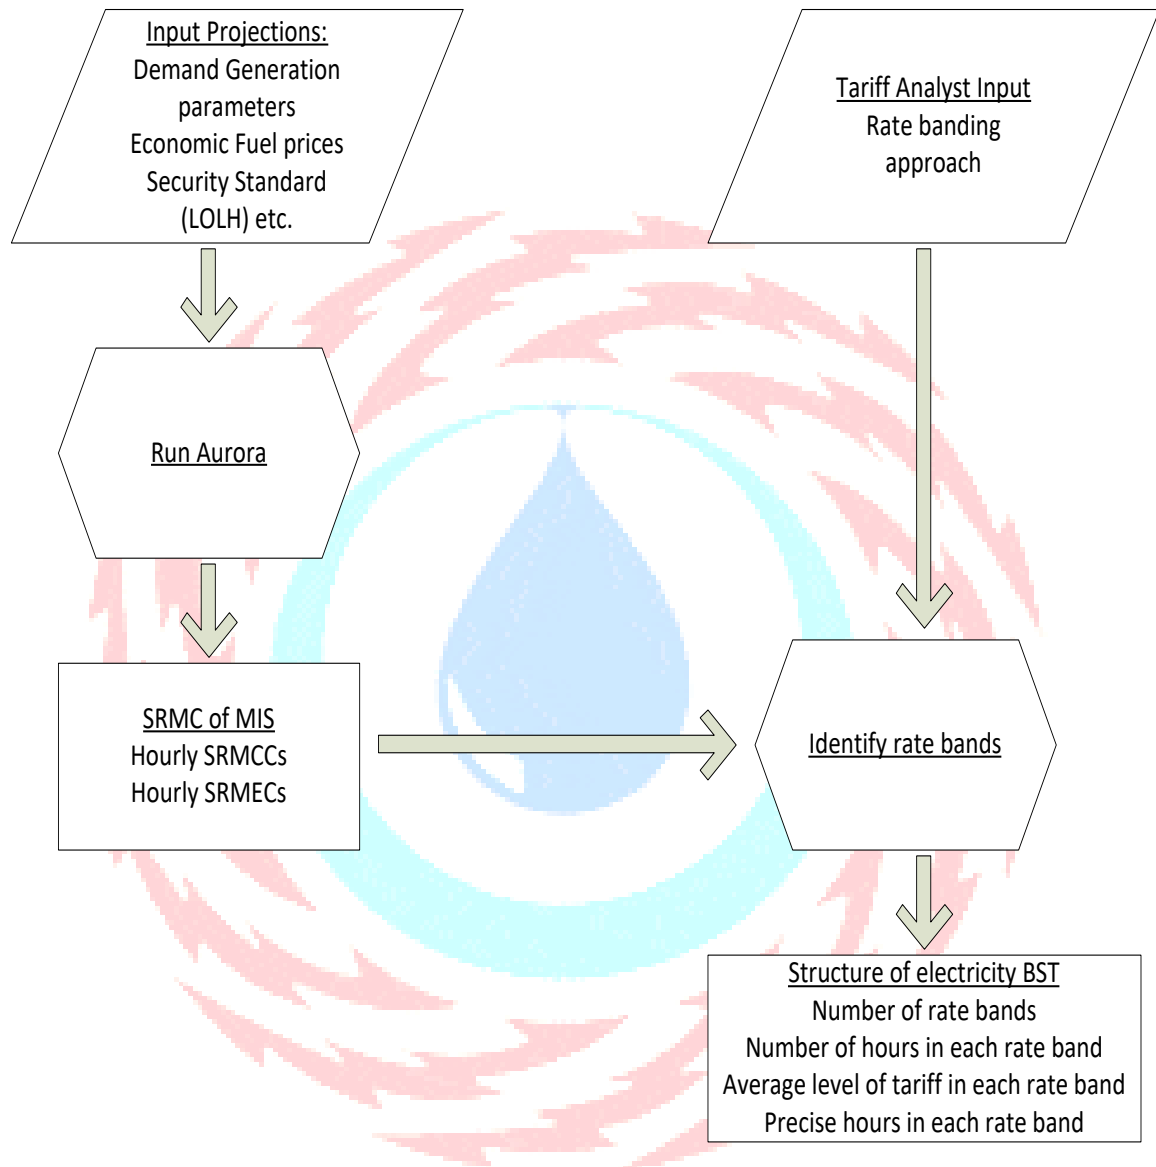 Input Projections:
Demand Generation
parameters
Economic Fuel prices
Security Standard
(LOLH) etc.
Tariff Analyst Input
Rate banding
approach
Run Aurora
SRMC of MIS
Hourly SRMCCs
Hourly SRMECs
Identify rate bands
Structure of electricity BST
Number of rate bands
Number of hours in each rate band
Average level of tariff in each rate band
Precise hours in each rate band